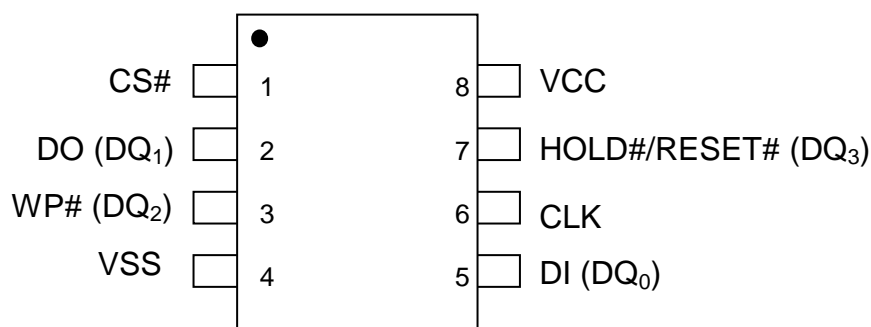 CS# 1 8 VCC
DO (DQ₁) 2 7 HOLD#/RESET# (DQ₃)
WP# (DQ₂) 3 6 CLK
VSS 4 5 DI (DQ₀)